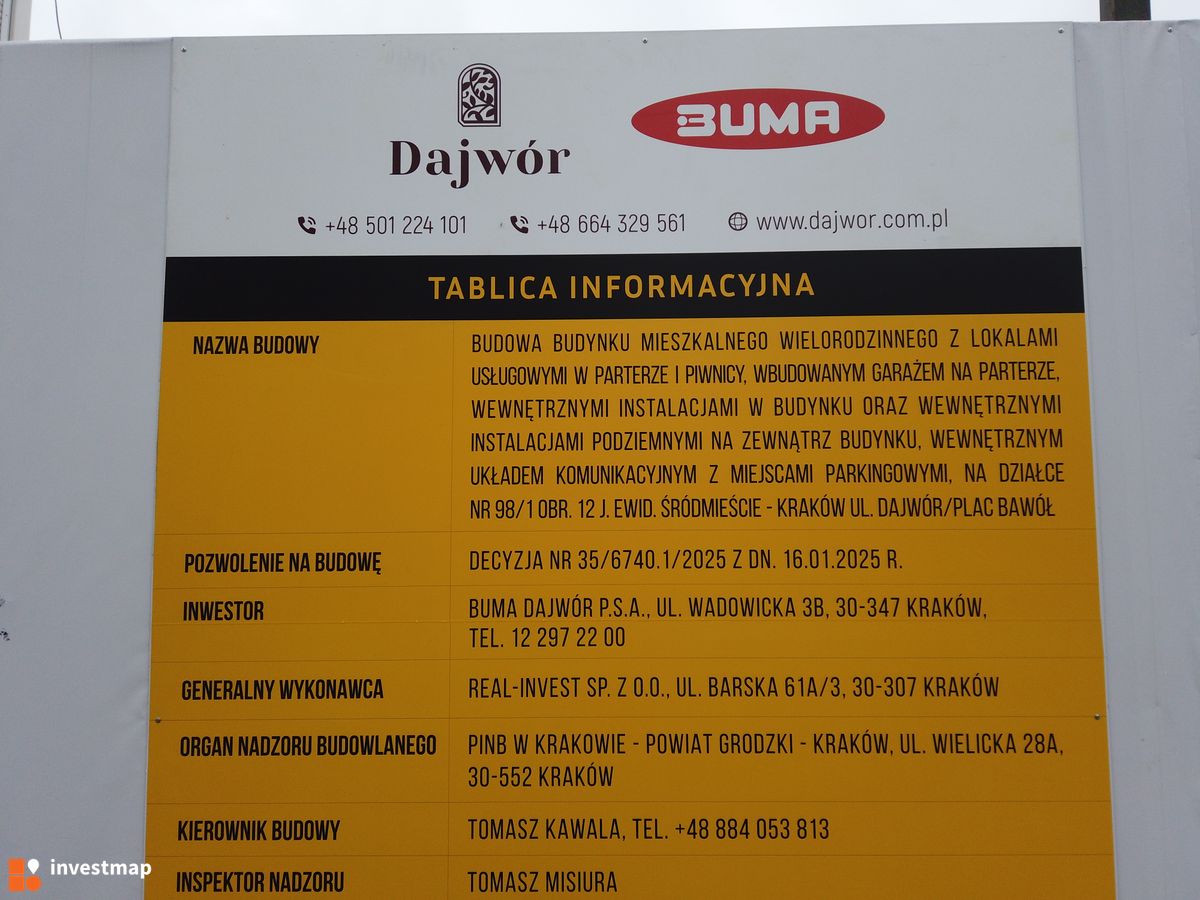 Dajwór
BUMA
+48 501 224 101 +48 664 329 561 www.dajwor.com.pl
TABLICA INFORMACYJNA
NAZWA BUDOWY
BUDOWA BUDYNKU MIESZKALNEGO WIELORODZINNEGO Z LOKALAMI
USŁUGOWYMI W PARTERZE I PIWNICY, WBUDOWANYM GARAŻEM NA PARTERZE,
WEWNĘTRZNYMI INSTALACJAMI W BUDYNKU ORAZ WEWNĘTRZNYMI
INSTALACJAMI PODZIEMNYMI NA ZEWNĄTRZ BUDYNKU, WEWNĘTRZNYM
UKŁADEM KOMUNIKACYJNYM Z MIEJSCAMI PARKINGOWYMI, NA DZIAŁCE
NR 98/1 OBR. 12 J. EWID. ŚRÓDMIEŚCIE - KRAKÓW UL. DAJWÓR/PLAC BAWÓŁ
POZWOLENIE NA BUDOWĘ
DECYZJA NR 35/6740.1/2025 Z DN. 16.01.2025 R.
INWESTOR
BUMA DAJWÓR P.S.A., UL. WADOWICKA 3B, 30-347 KRAKÓW,
TEL. 12 297 22 00
GENERALNY WYKONAWCA
REAL-INVEST SP. Z O.O., UL. BARSKA 61A/3, 30-307 KRAKÓW
ORGAN NADZORU BUDOWLANEGO
PINB W KRAKOWIE - POWIAT GRODZKI - KRAKÓW, UL. WIELICKA 28A,
30-552 KRAKÓW
KIEROWNIK BUDOWY
TOMASZ KAWALA, TEL. +48 884 053 813
INSPEKTOR NADZORU
TOMASZ MISIURA
investmap